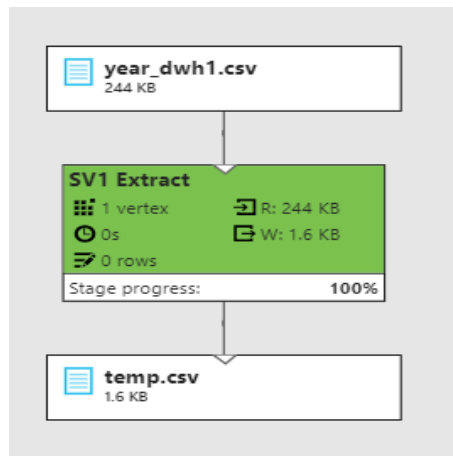 year_dwh1.csv
244 KB
SV1 Extract
1 vertex R: 244 KB
0s W: 1.6 KB
0 rows
Stage progress: 100%
temp.csv
1.6 KB